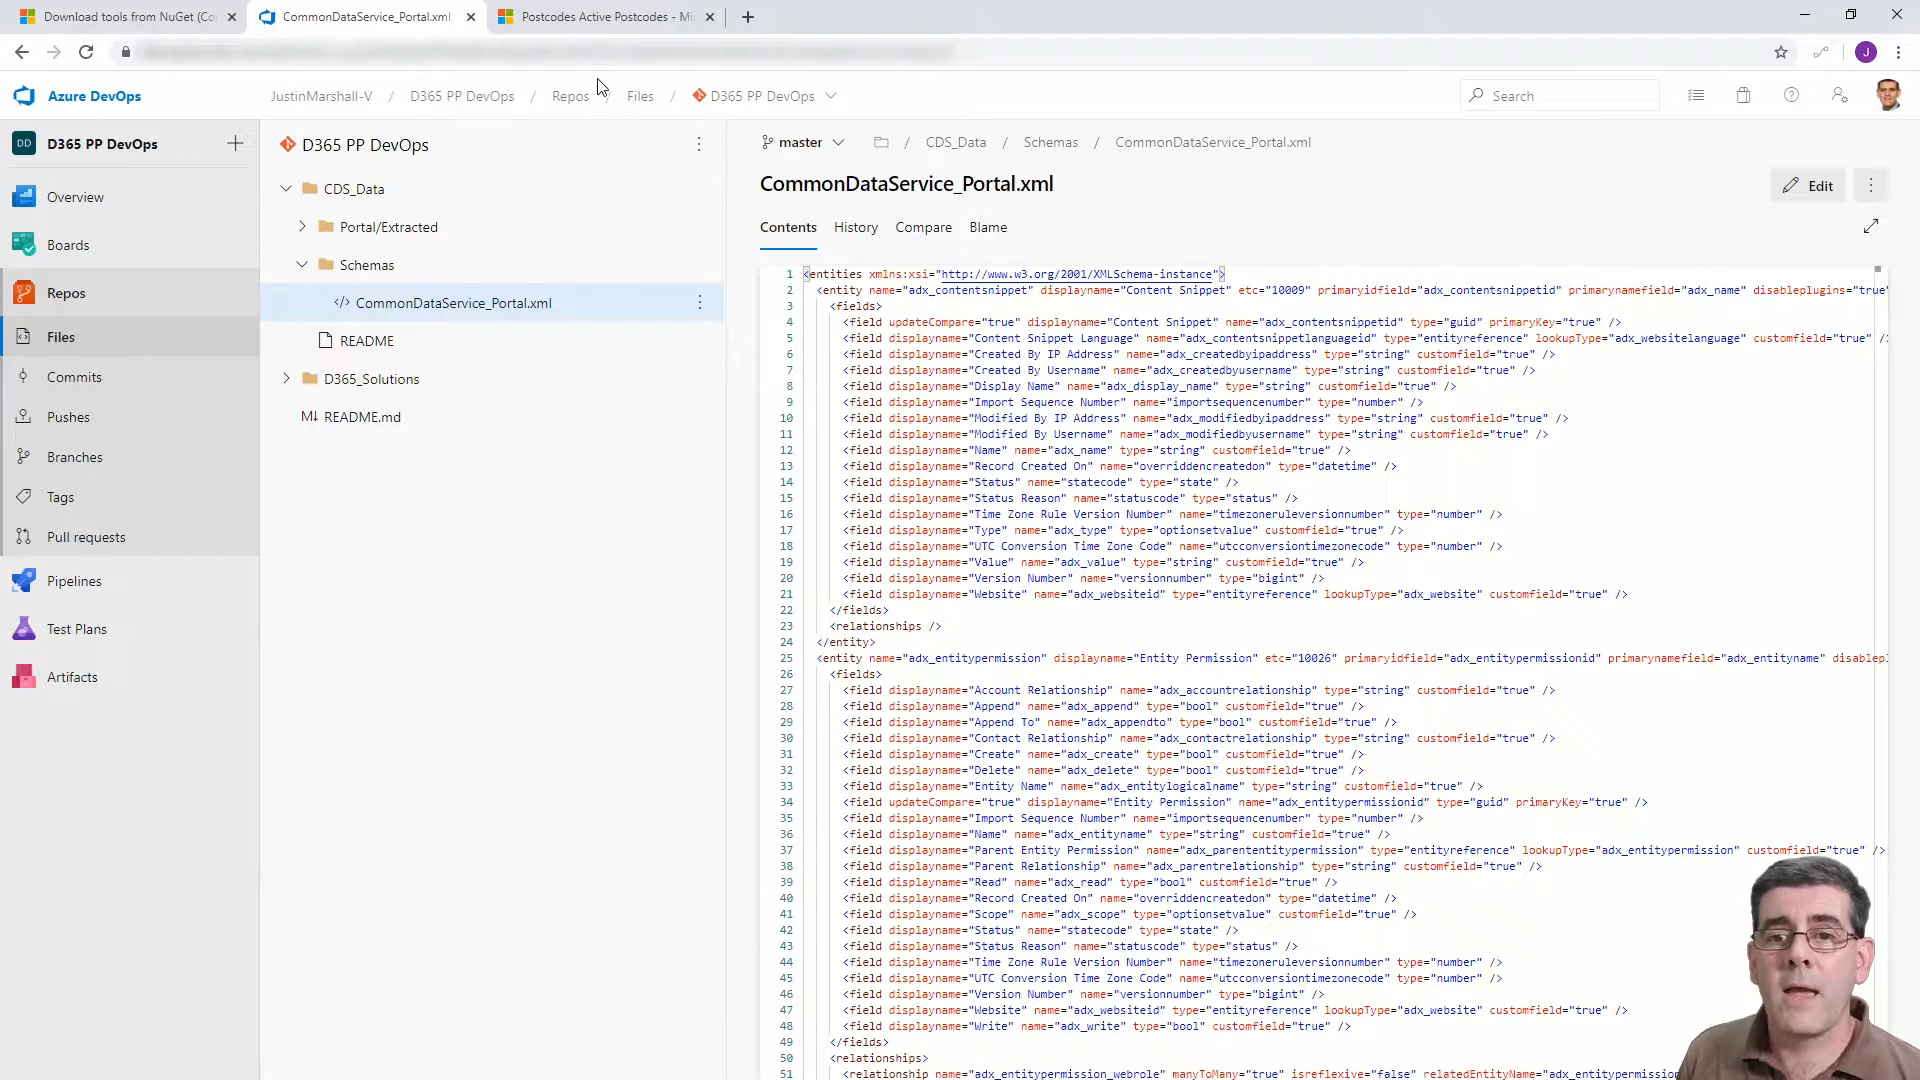 Download tools from NuGet (Co
CommonDataService_Portal.xml
Postcodes Active Postcodes - Mi
J
Azure DevOps
JustinMarshall-V / D365 PP DevOps / Repos / Files / D365 PP DevOps
Search
DD D365 PP DevOps
Overview
Boards
Repos
Files
Commits
Pushes
Branches
Tags
Pull requests
Pipelines
Test Plans
Artifacts
D365 PP DevOps
CDS_Data
Portal/Extracted
Schemas
</> CommonDataService_Portal.xml
README
D365_Solutions
M↓ README.md
master / CDS_Data / Schemas / CommonDataService_Portal.xml
CommonDataService_Portal.xml
Edit
Contents History Compare Blame
1 <entities xmlns:xsi="http://www.w3.org/2001/XMLSchema-instance">
2 <entity name="adx_contentsnippet" displayname="Content Snippet" etc="10009" primaryidfield="adx_contentsnippetid" primarynamefield="adx_name" disableplugins="true"
3 <fields>
4 <field updateCompare="true" displayname="Content Snippet" name="adx_contentsnippetid" type="guid" primaryKey="true" />
5 <field displayname="Content Snippet Language" name="adx_contentsnippetlanguageid" type="entityreference" lookupType="adx_websitelanguage" customfield="true" />
6 <field displayname="Created By IP Address" name="adx_createdbyipaddress" type="string" customfield="true" />
7 <field displayname="Created By Username" name="adx_createdbyusername" type="string" customfield="true" />
8 <field displayname="Display Name" name="adx_display_name" type="string" customfield="true" />
9 <field displayname="Import Sequence Number" name="importsequencenumber" type="number" />
10 <field displayname="Modified By IP Address" name="adx_modifiedbyipaddress" type="string" customfield="true" />
11 <field displayname="Modified By Username" name="adx_modifiedbyusername" type="string" customfield="true" />
12 <field displayname="Name" name="adx_name" type="string" customfield="true" />
13 <field displayname="Record Created On" name="overriddencreatedon" type="datetime" />
14 <field displayname="Status" name="statecode" type="state" />
15 <field displayname="Status Reason" name="statuscode" type="status" />
16 <field displayname="Time Zone Rule Version Number" name="timezoneruleversionnumber" type="number" />
17 <field displayname="Type" name="adx_type" type="optionsetvalue" customfield="true" />
18 <field displayname="UTC Conversion Time Zone Code" name="utcconversiontimezonecode" type="number" />
19 <field displayname="Value" name="adx_value" type="string" customfield="true" />
20 <field displayname="Version Number" name="versionnumber" type="bigint" />
21 <field displayname="Website" name="adx_websiteid" type="entityreference" lookupType="adx_website" customfield="true" />
22 </fields>
23 <relationships />
24 </entity>
25 <entity name="adx_entitypermission" displayname="Entity Permission" etc="10026" primaryidfield="adx_entitypermissionid" primarynamefield="adx_entityname" disablepl
26 <fields>
27 <field displayname="Account Relationship" name="adx_accountrelationship" type="string" customfield="true" />
28 <field displayname="Append" name="adx_append" type="bool" customfield="true" />
29 <field displayname="Append To" name="adx_appendto" type="bool" customfield="true" />
30 <field displayname="Contact Relationship" name="adx_contactrelationship" type="string" customfield="true" />
31 <field displayname="Create" name="adx_create" type="bool" customfield="true" />
32 <field displayname="Delete" name="adx_delete" type="bool" customfield="true" />
33 <field displayname="Entity Name" name="adx_entitylogicalname" type="string" customfield="true" />
34 <field updateCompare="true" displayname="Entity Permission" name="adx_entitypermissionid" type="guid" primaryKey="true" />
35 <field displayname="Import Sequence Number" name="importsequencenumber" type="number" />
36 <field displayname="Name" name="adx_entityname" type="string" customfield="true" />
37 <field displayname="Parent Entity Permission" name="adx_parententitypermission" type="entityreference" lookupType="adx_entitypermission" customfield="true" />
38 <field displayname="Parent Relationship" name="adx_parentrelationship" type="string" customfield="true" />
39 <field displayname="Read" name="adx_read" type="bool" customfield="true" />
40 <field displayname="Record Created On" name="overriddencreatedon" type="datetime" />
41 <field displayname="Scope" name="adx_scope" type="optionsetvalue" customfield="true" />
42 <field displayname="Status" name="statecode" type="state" />
43 <field displayname="Status Reason" name="statuscode" type="status" />
44 <field displayname="Time Zone Rule Version Number" name="timezoneruleversionnumber" type="number" />
45 <field displayname="UTC Conversion Time Zone Code" name="utcconversiontimezonecode" type="number" />
46 <field displayname="Version Number" name="versionnumber" type="bigint" />
47 <field displayname="Website" name="adx_websiteid" type="entityreference" lookupType="adx_website" customfield="true" />
48 <field displayname="Write" name="adx_write" type="bool" customfield="true" />
49 </fields>
50 <relationships>
51 <relationship name="adx_entitypermission_webrole" manyToMany="true" isreflexive="false" relatedEntityName="adx_entitypermission